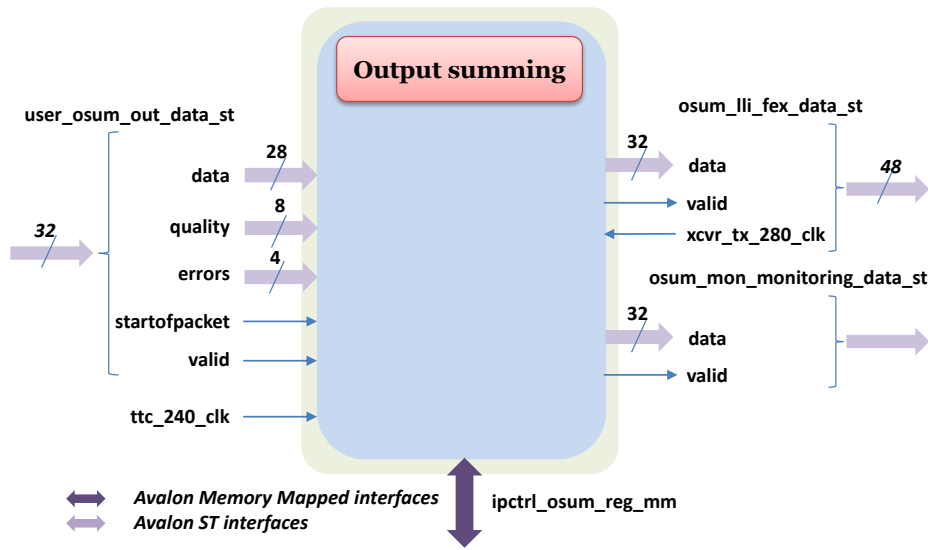 Output summing
user_osum_out_data_st
28
data
8
quality
32
4
errors
startofpacket
valid
ttc_240_clk
osum_lli_fex_data_st
32
data
48
valid
xcvr_tx_280_clk
osum_mon_monitoring_data_st
32
data
valid
ipctrl_osum_reg_mm
Avalon Memory Mapped interfaces
Avalon ST interfaces